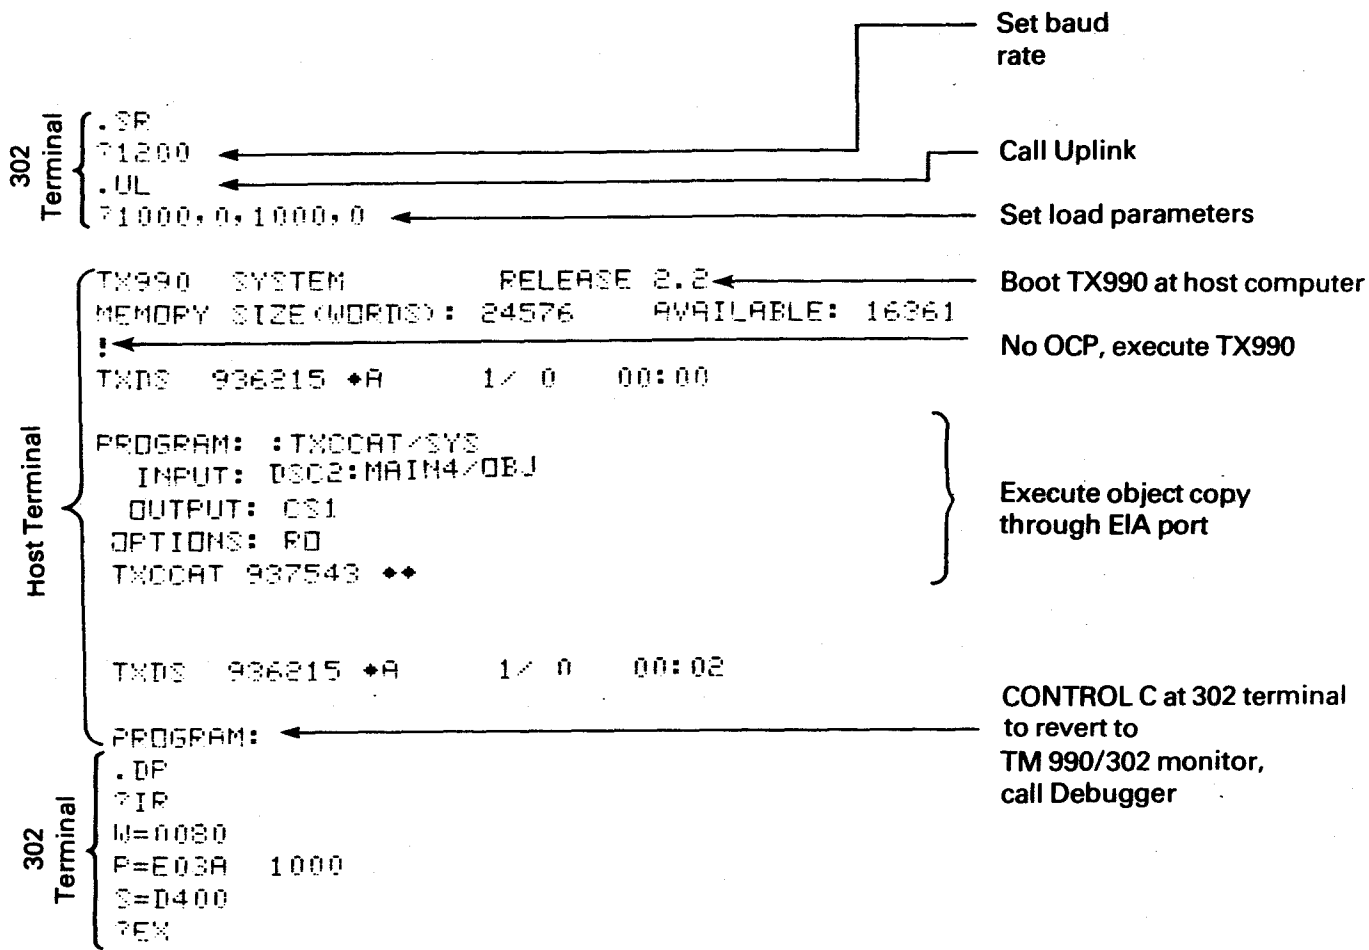 Set baud
rate
302
Terminal
.SR
?1200
Call Uplink
.UL
?1000,0,1000,0
Set load parameters
Host Terminal
TX990 SYSTEM RELEASE 2.2
Boot TX990 at host computer
MEMORY SIZE(WORDS): 24576 AVAILABLE: 16361
!
No OCP, execute TX990
TXDS 936215 ◆A 1/ 0 00:00
PROGRAM: :TXCCAT/SYS
INPUT: DSC2:MAIN4/OBJ
OUTPUT: CS1
OPTIONS: RO
TXCCAT 937543 ◆◆
Execute object copy
through EIA port
TXDS 936215 ◆A 1/ 0 00:02
PROGRAM:
CONTROL C at 302 terminal
to revert to
TM 990/302 monitor,
call Debugger
302
Terminal
.DP
?IR
W=0080
P=E03A 1000
S=D400
?EX